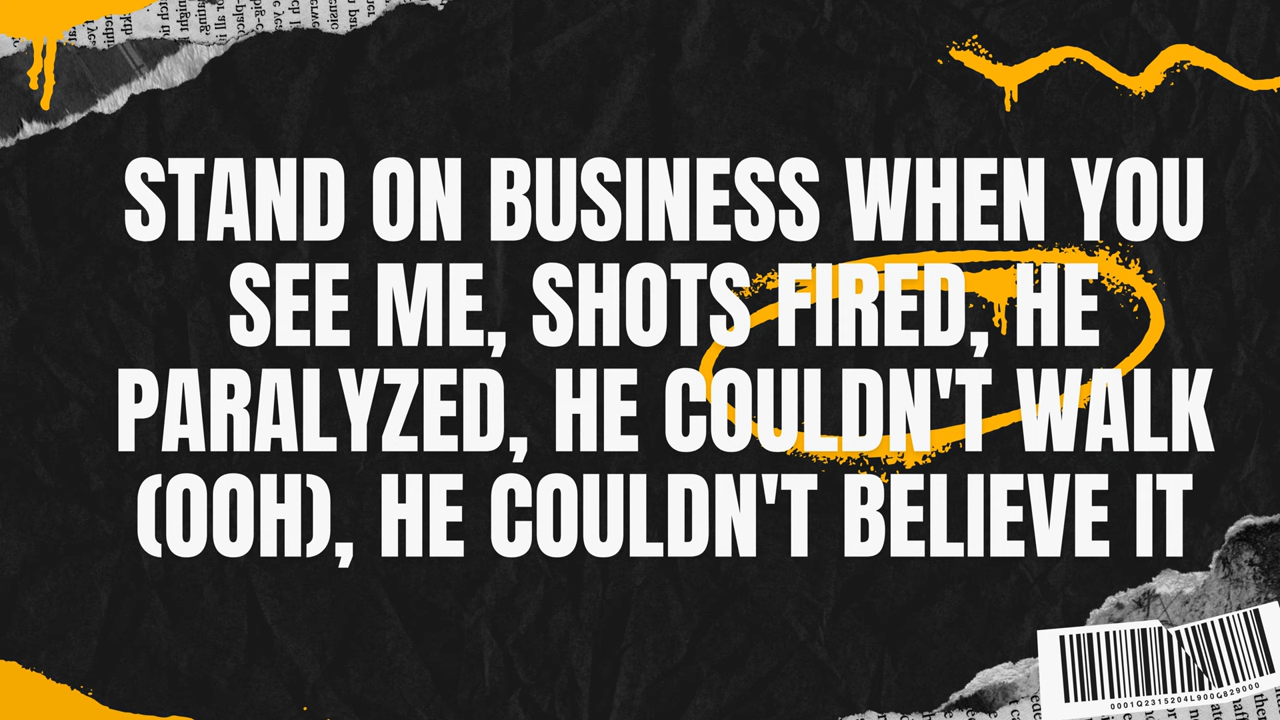 STAND ON BUSINESS WHEN YOU
SEE ME, SHOTS FIRED, HE
PARALYZED, HE COULDN'T WALK
(OOH), HE COULDN'T BELIEVE IT